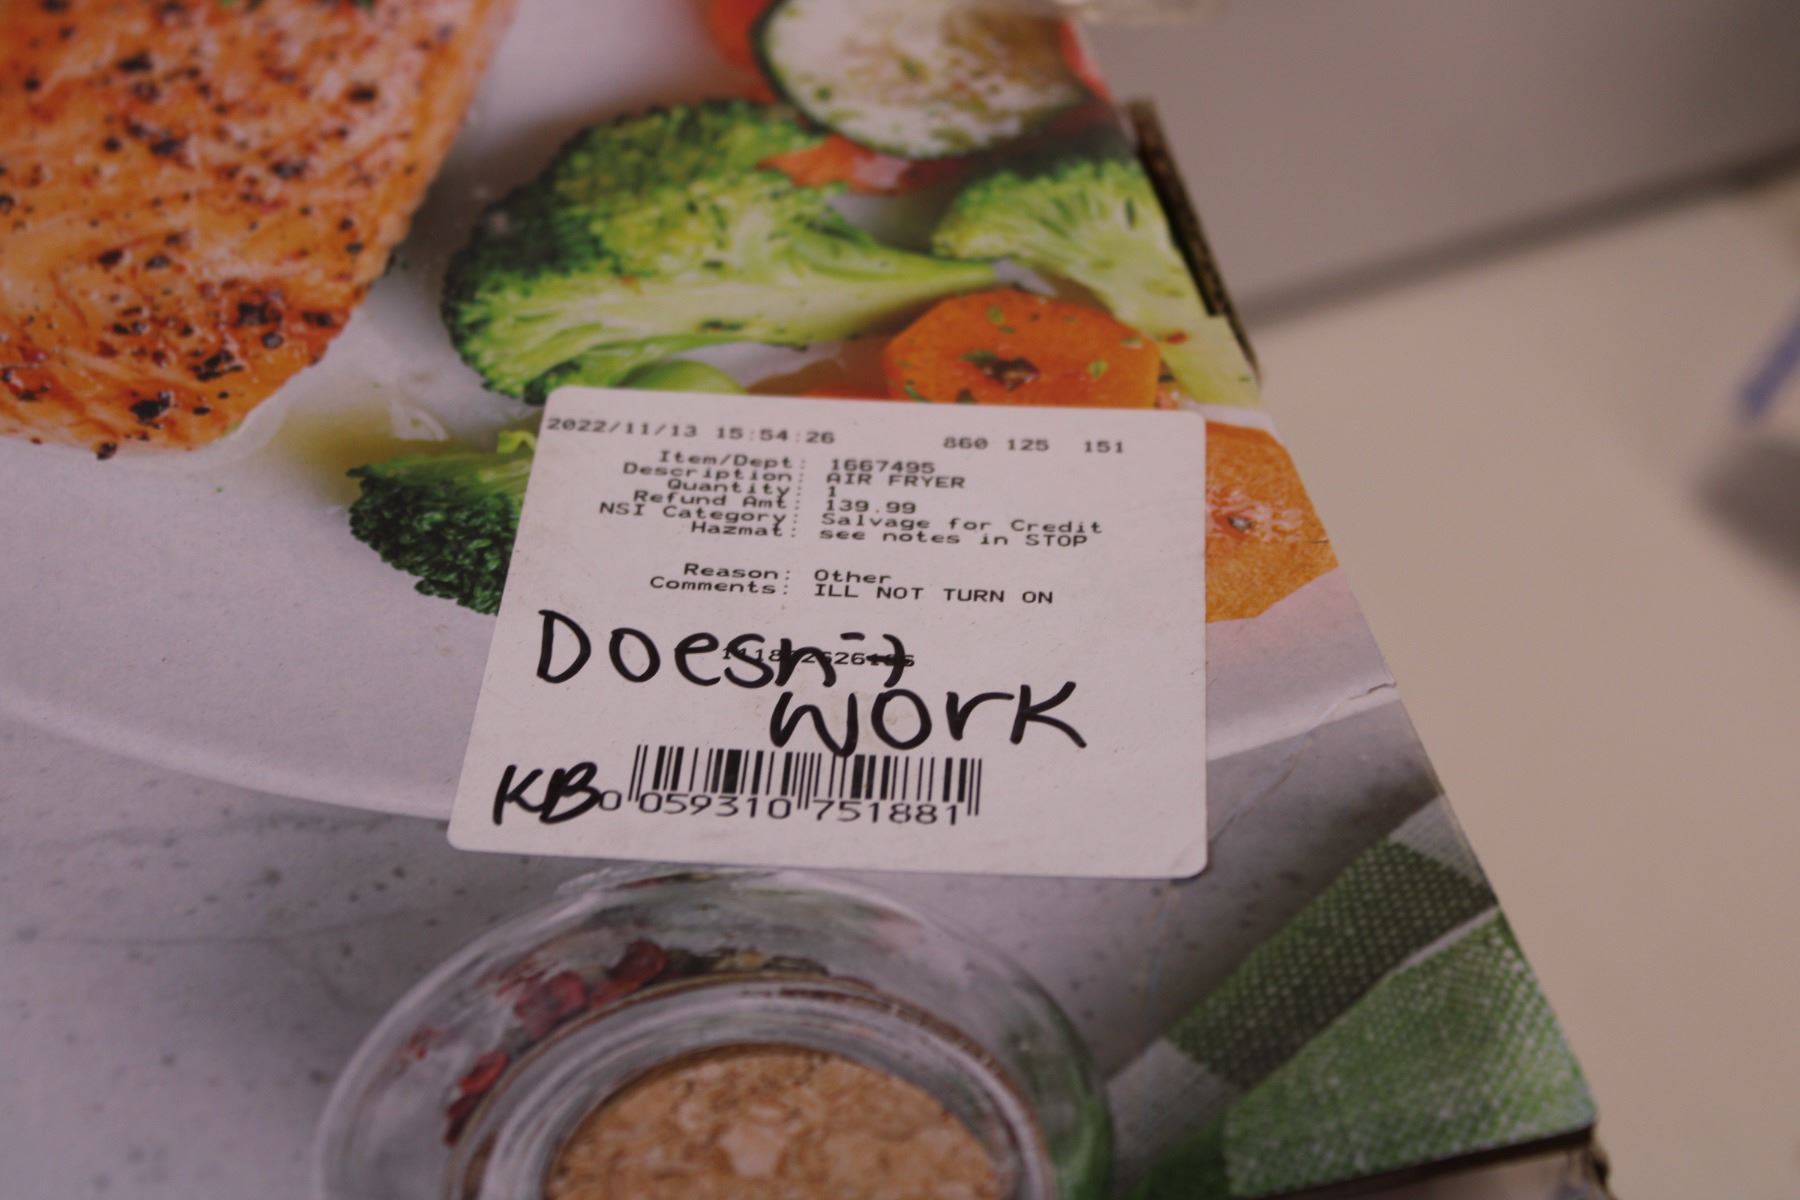 2022/11/13 15:54:26 860 125 151
Item/Dept: 1667495
Description: AIR FRYER
Quantity: 1
Refund Amt: 139.99
NSI Category: Salvage for Credit
Hazmat: see notes in STOP
Reason: Other
Comments: ILL NOT TURN ON
Doesn't
work
KB
0 059310 751881